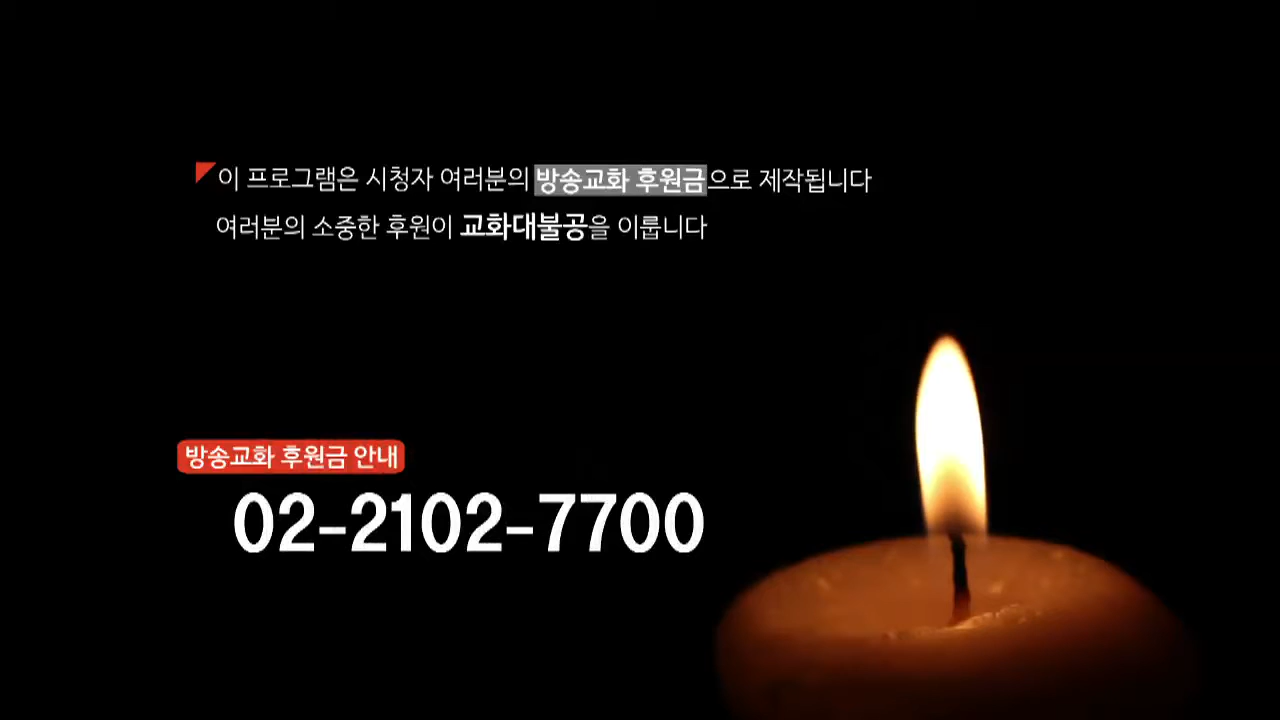 이 프로그램은 시청자 여러분의 방송교화 후원금으로 제작됩니다
여러분의 소중한 후원이 교화대불공을 이룹니다
방송교화 후원금 안내
02-2102-7700